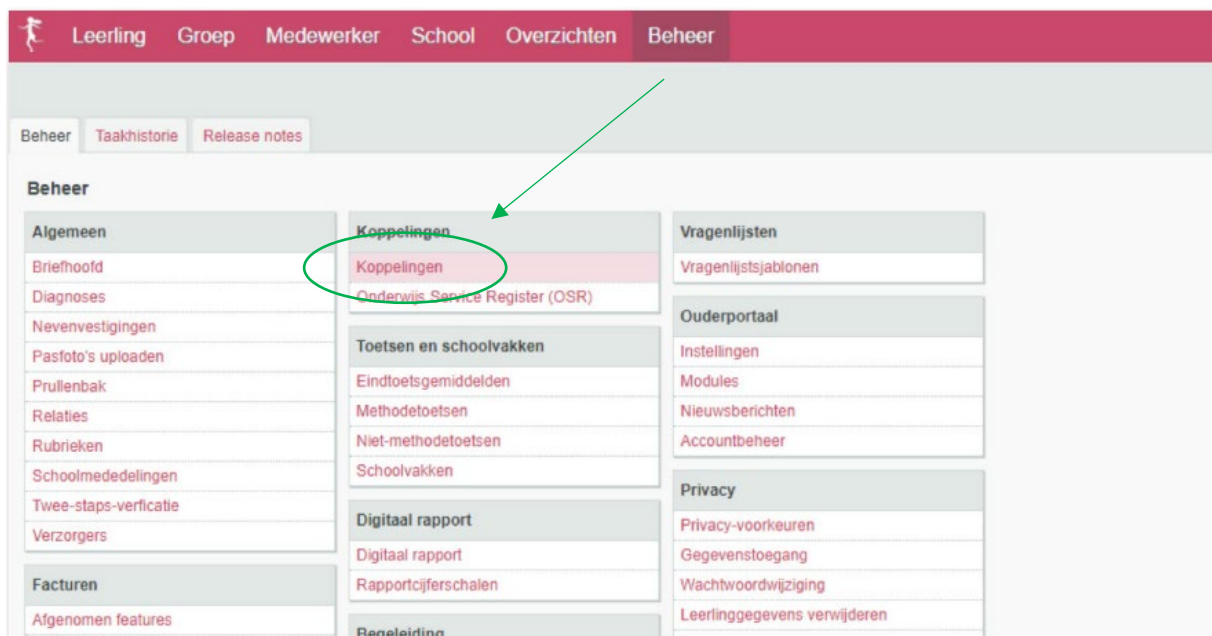 Leerling Groep Medewerker School Overzichten Beheer
Beheer Taakhistorie Release notes
Beheer
Algemeen
Briefhoofd
Diagnoses
Nevenvestigingen
Pasfoto's uploaden
Prullenbak
Relaties
Rubrieken
Schoolmededelingen
Twee-staps-verficatie
Verzorgers
Facturen
Afgenomen features
Koppelingen
Koppelingen
Onderwijs Service Register (OSR)
Toetsen en schoolvakken
Eindtoetsgemiddelden
Methodetoetsen
Niet-methodetoetsen
Schoolvakken
Digitaal rapport
Digitaal rapport
Rapportcijferschalen
Begeleiding
Vragenlijsten
Vragenlijstsjablonen
Ouderportaal
Instellingen
Modules
Nieuwsberichten
Accountbeheer
Privacy
Privacy-voorkeuren
Gegevenstoegang
Wachtwoordwijziging
Leerlinggegevens verwijderen